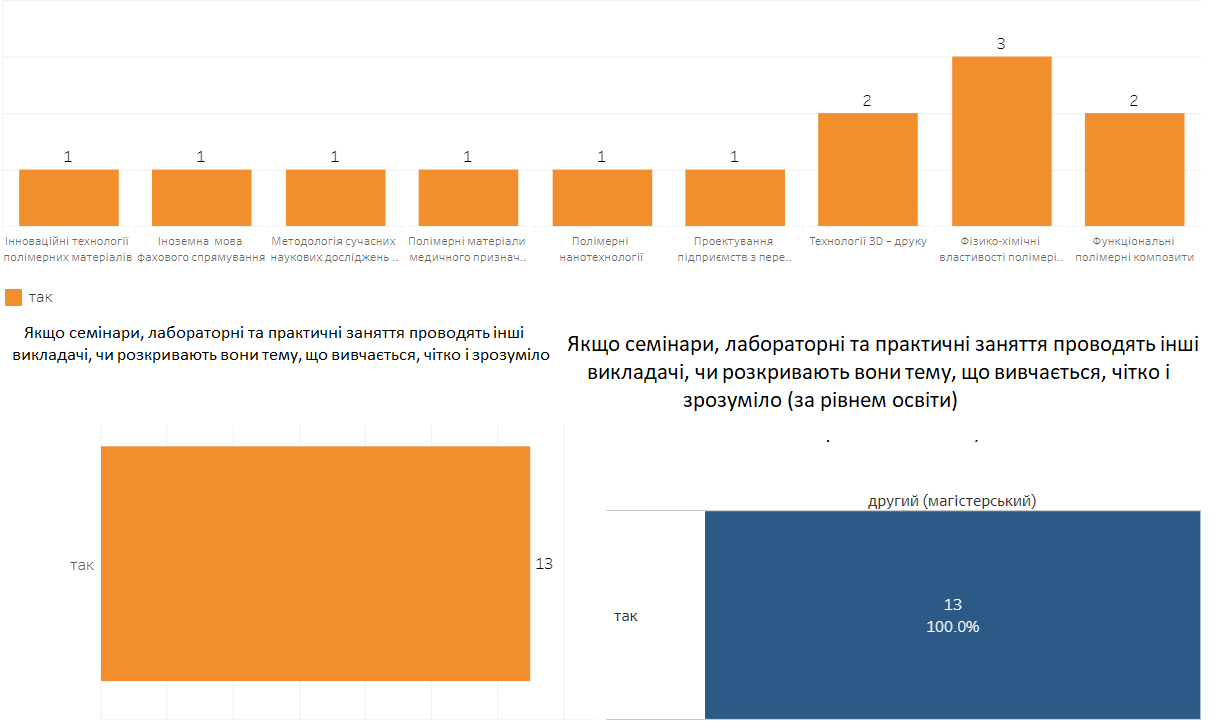 1 1 1 1 1 1 2 3 2
Інноваційні технології полімерних матеріалів
Іноземна мова фахового спрямування
Методологія сучасних наукових досліджень ..
Полімерні матеріали медичного признач..
Полімерні нанотехнології
Проектування підприємств з пере..
Технології 3D – друку
Фізико-хімічні властивості полімері..
Функціональні полімерні композити
так
Якщо семінари, лабораторні та практичні заняття проводять інші
викладачі, чи розкривають вони тему, що вивчається, чітко і зрозуміло
Якщо семінари, лабораторні та практичні заняття проводять інші
викладачі, чи розкривають вони тему, що вивчається, чітко і
зрозуміло (за рівнем освіти)
так
13
другий (магістерський)
так
13
100.0%